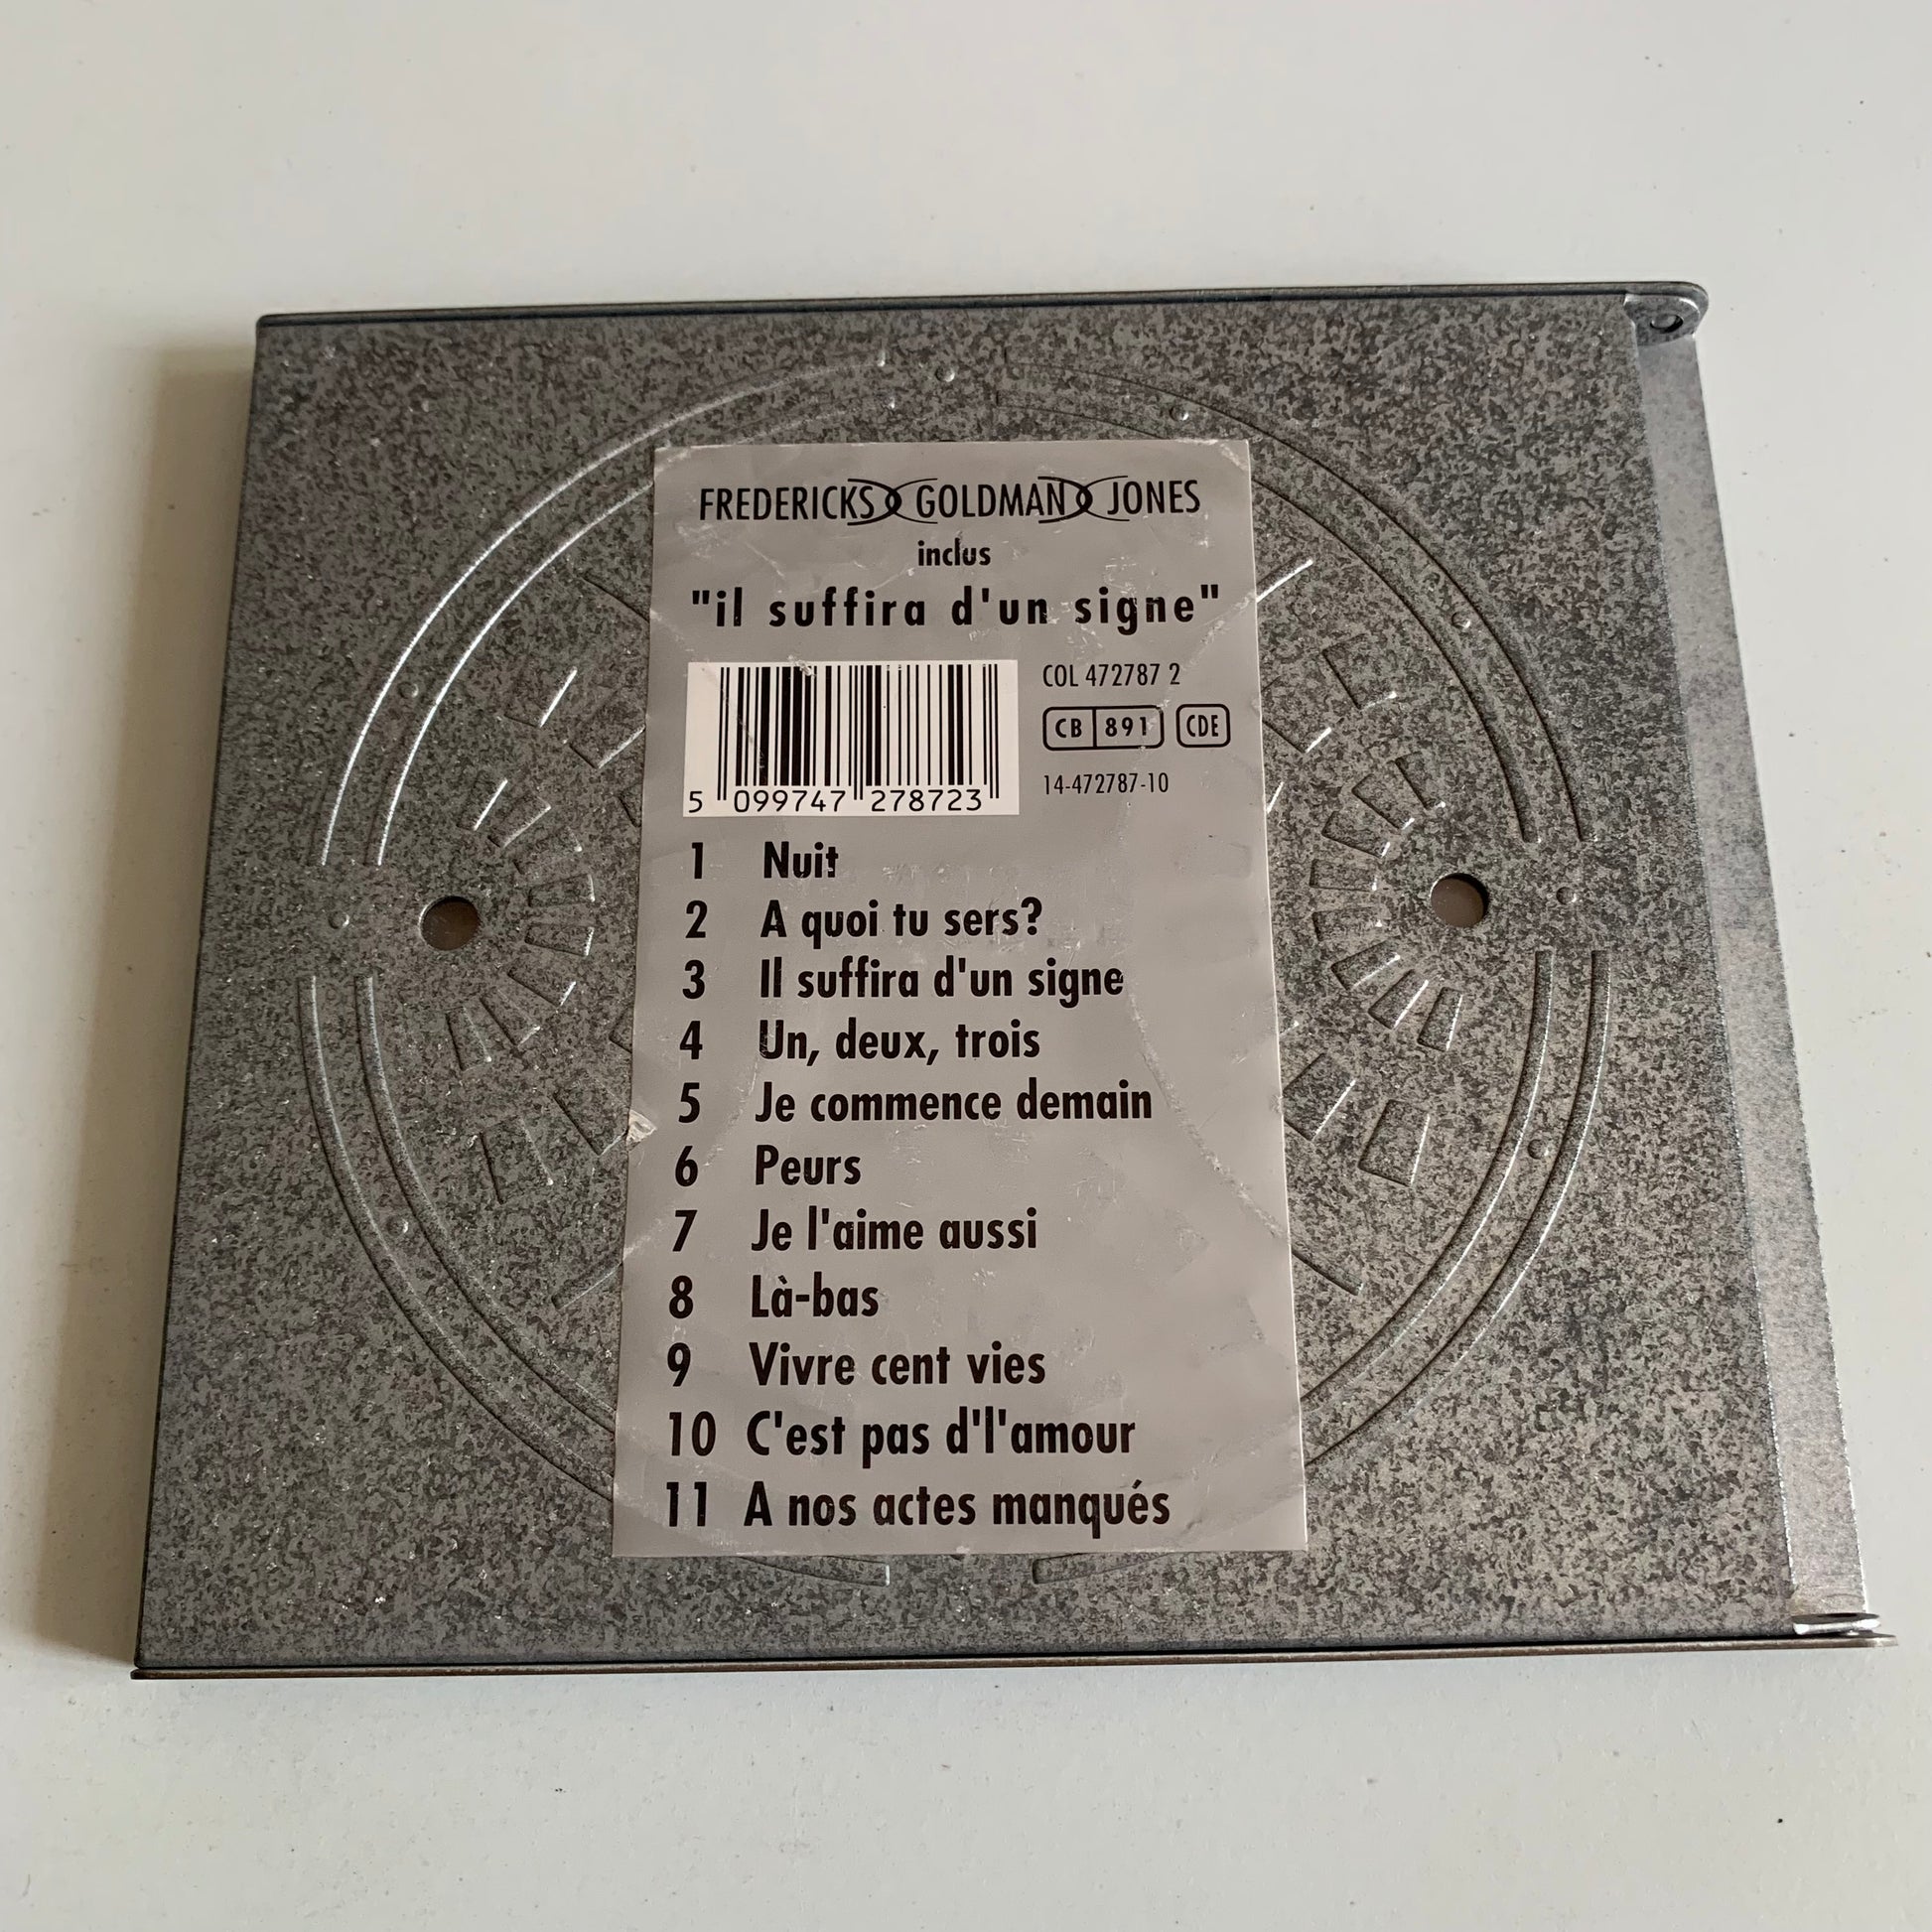 FREDERICKS GOLDMAN JONES
inclus
"il suffira d'un signe"
COL 472787 2
CB 891 CDE
14-472787-10
5 099747 278723
1 Nuit
2 A quoi tu sers?
3 Il suffira d'un signe
4 Un, deux, trois
5 Je commence demain
6 Peurs
7 Je l'aime aussi
8 Là-bas
9 Vivre cent vies
10 C'est pas d'l'amour
11 A nos actes manqués